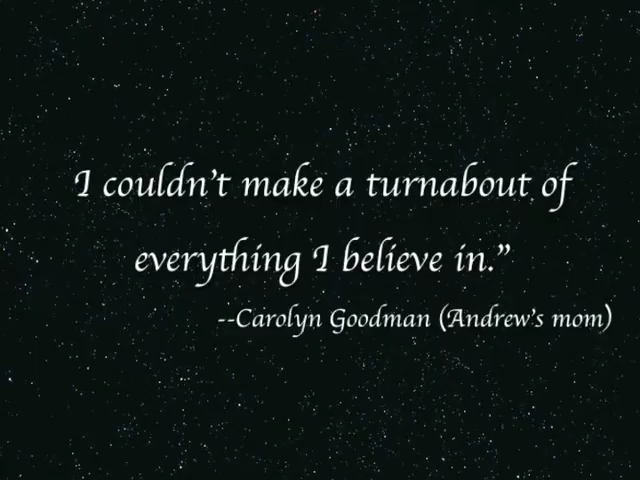 I couldn't make a turnabout of
everything I believe in."
--Carolyn Goodman (Andrew's mom)